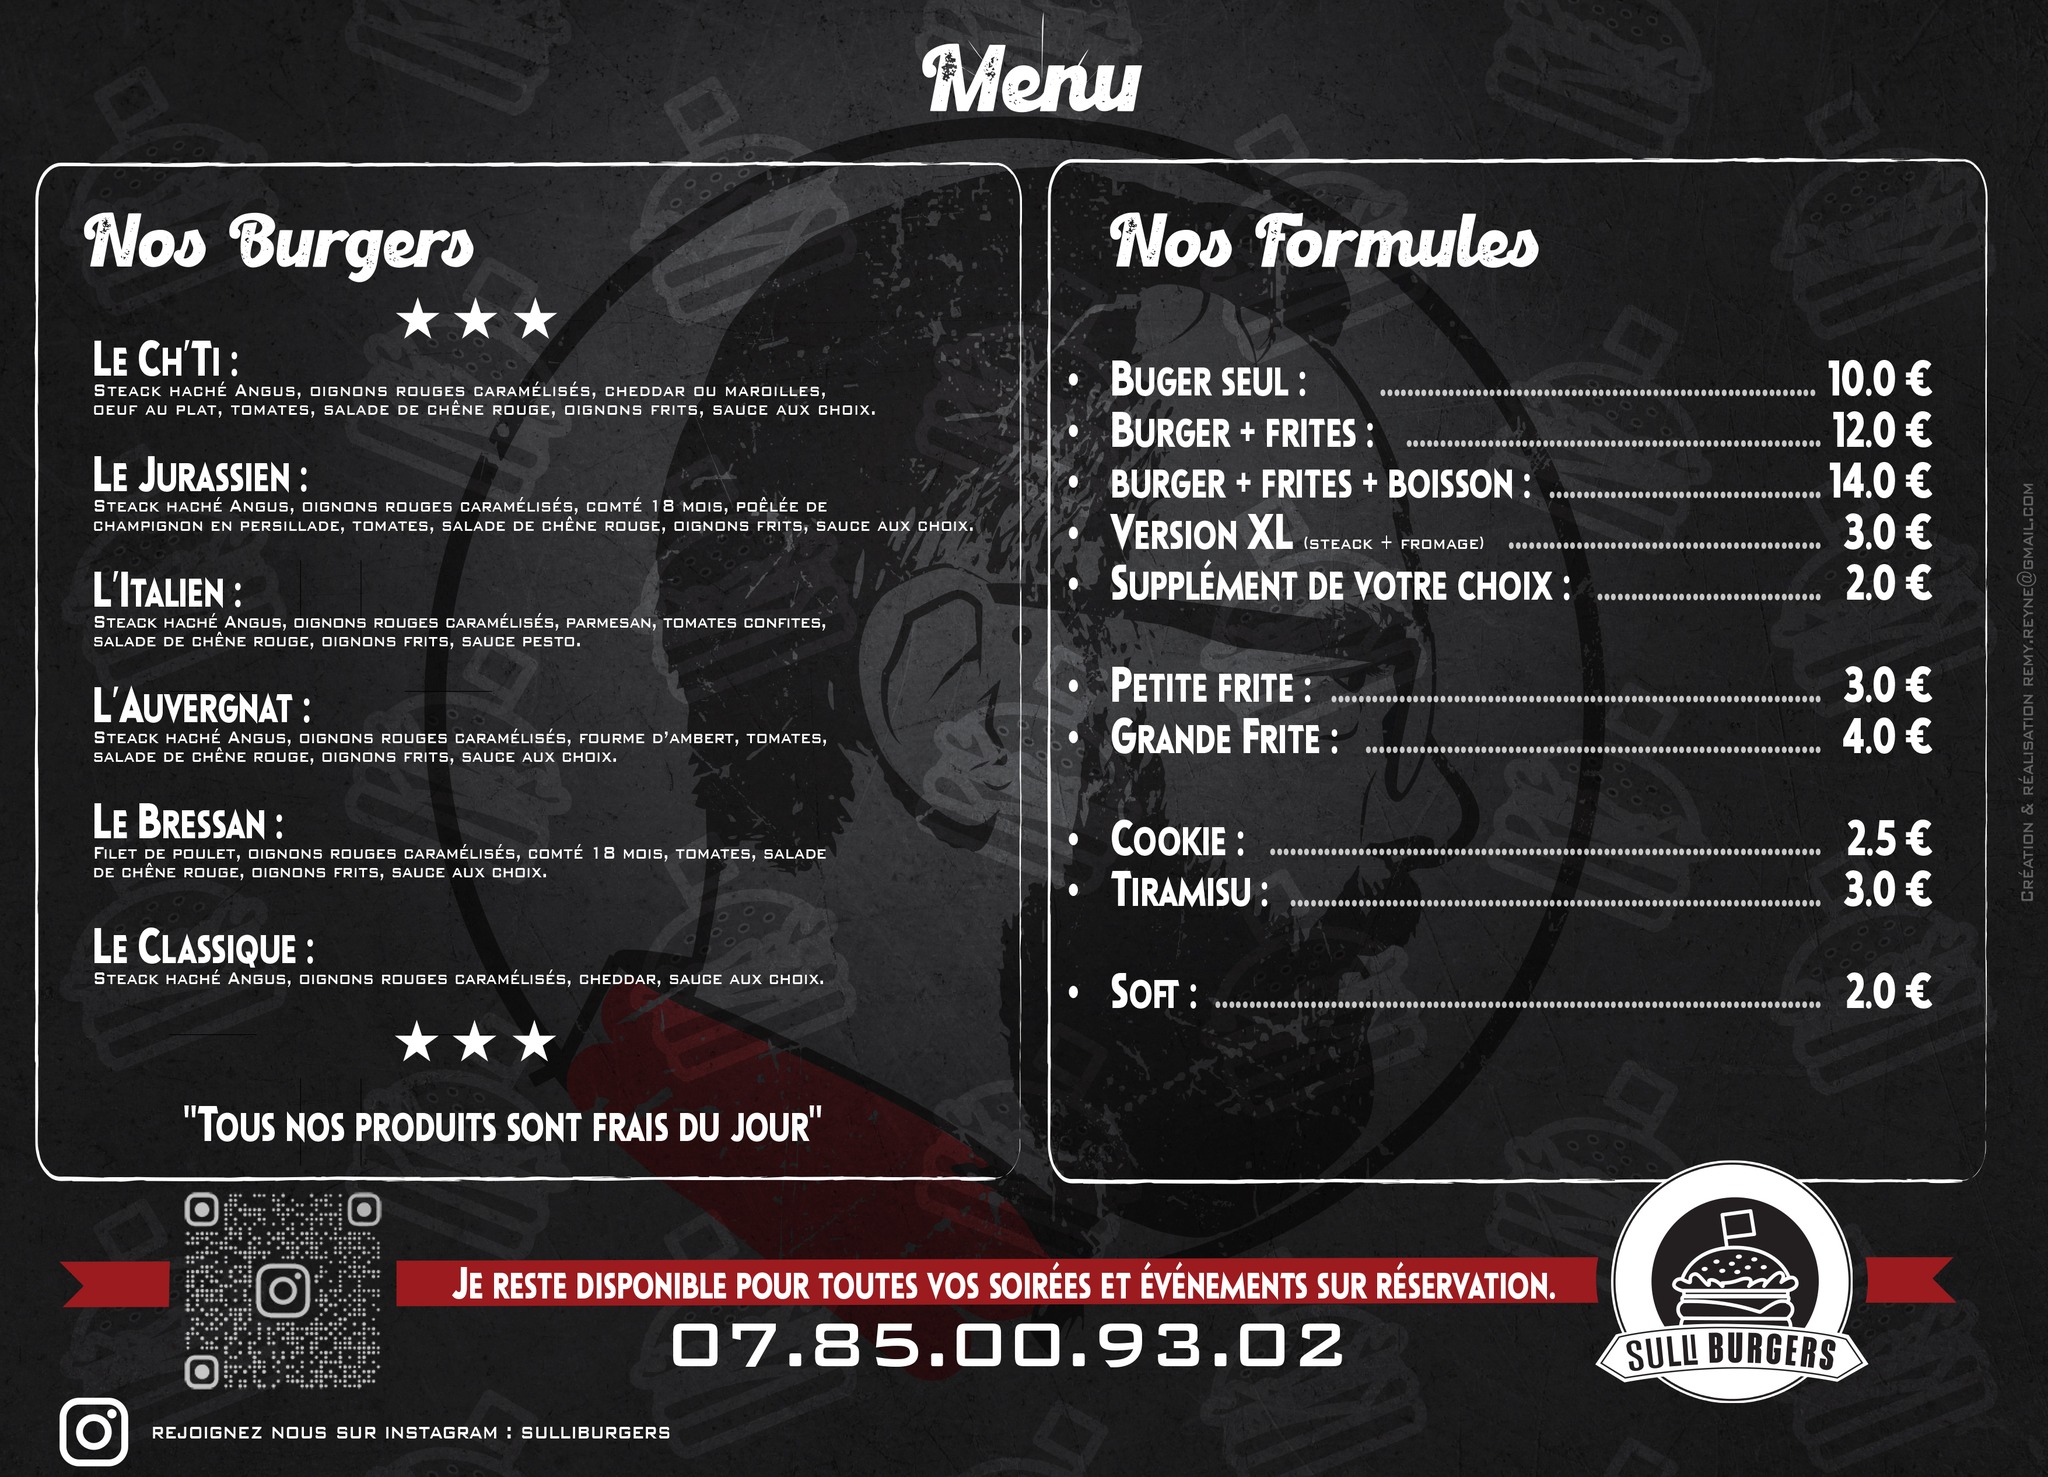 Menu
Nos Burgers
Le Ch'Ti :
Steack haché Angus, oignons rouges caramélisés, cheddar ou maroilles,
oeuf au plat, tomates, salade de chêne rouge, oignons frits, sauce aux choix.
Le Jurassien :
Steack haché Angus, oignons rouges caramélisés, comté 18 mois, poêlée de
champignon en persillade, tomates, salade de chêne rouge, oignons frits, sauce aux choix.
L'Italien :
Steack haché Angus, oignons rouges caramélisés, parmesan, tomates confites,
salade de chêne rouge, oignons frits, sauce pesto.
L'Auvergnat :
Steack haché Angus, oignons rouges caramélisés, fourme d'ambert, tomates,
salade de chêne rouge, oignons frits, sauce aux choix.
Le Bressan :
Filet de poulet, oignons rouges caramélisés, comté 18 mois, tomates, salade
de chêne rouge, oignons frits, sauce aux choix.
Le Classique :
Steack haché Angus, oignons rouges caramélisés, cheddar, sauce aux choix.
"Tous nos produits sont frais du jour"
Nos Formules
• Buger seul : 10.0 €
• Burger + frites : 12.0 €
• burger + frites + boisson : 14.0 €
• Version XL (steack + fromage) 3.0 €
• Supplément de votre choix : 2.0 €
• Petite frite : 3.0 €
• Grande Frite : 4.0 €
• Cookie : 2.5 €
• Tiramisu : 3.0 €
• Soft : 2.0 €
Création & réalisation remy.reyne@gmail.com
Je reste disponible pour toutes vos soirées et événements sur réservation.
07.85.00.93.02
SULLI BURGERS
rejoignez nous sur instagram : sulliburgers